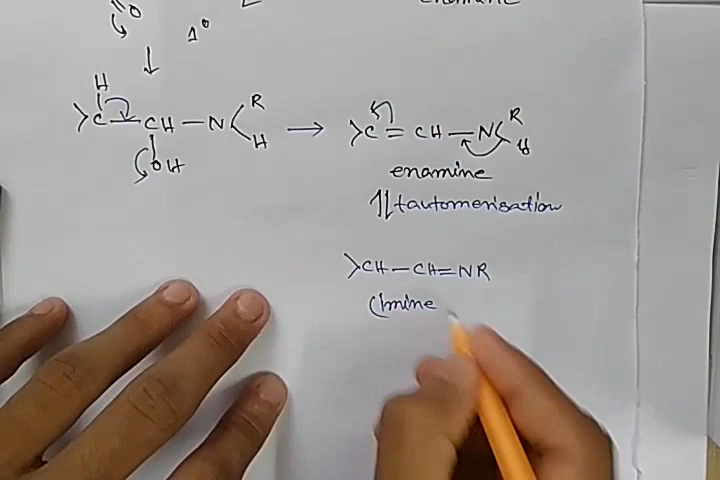 O
1°
H R
>C — CH — N < → >C = CH — N < R
OH H H
enamine
⇅ tautomerisation
>CH — CH = NR
(Imine